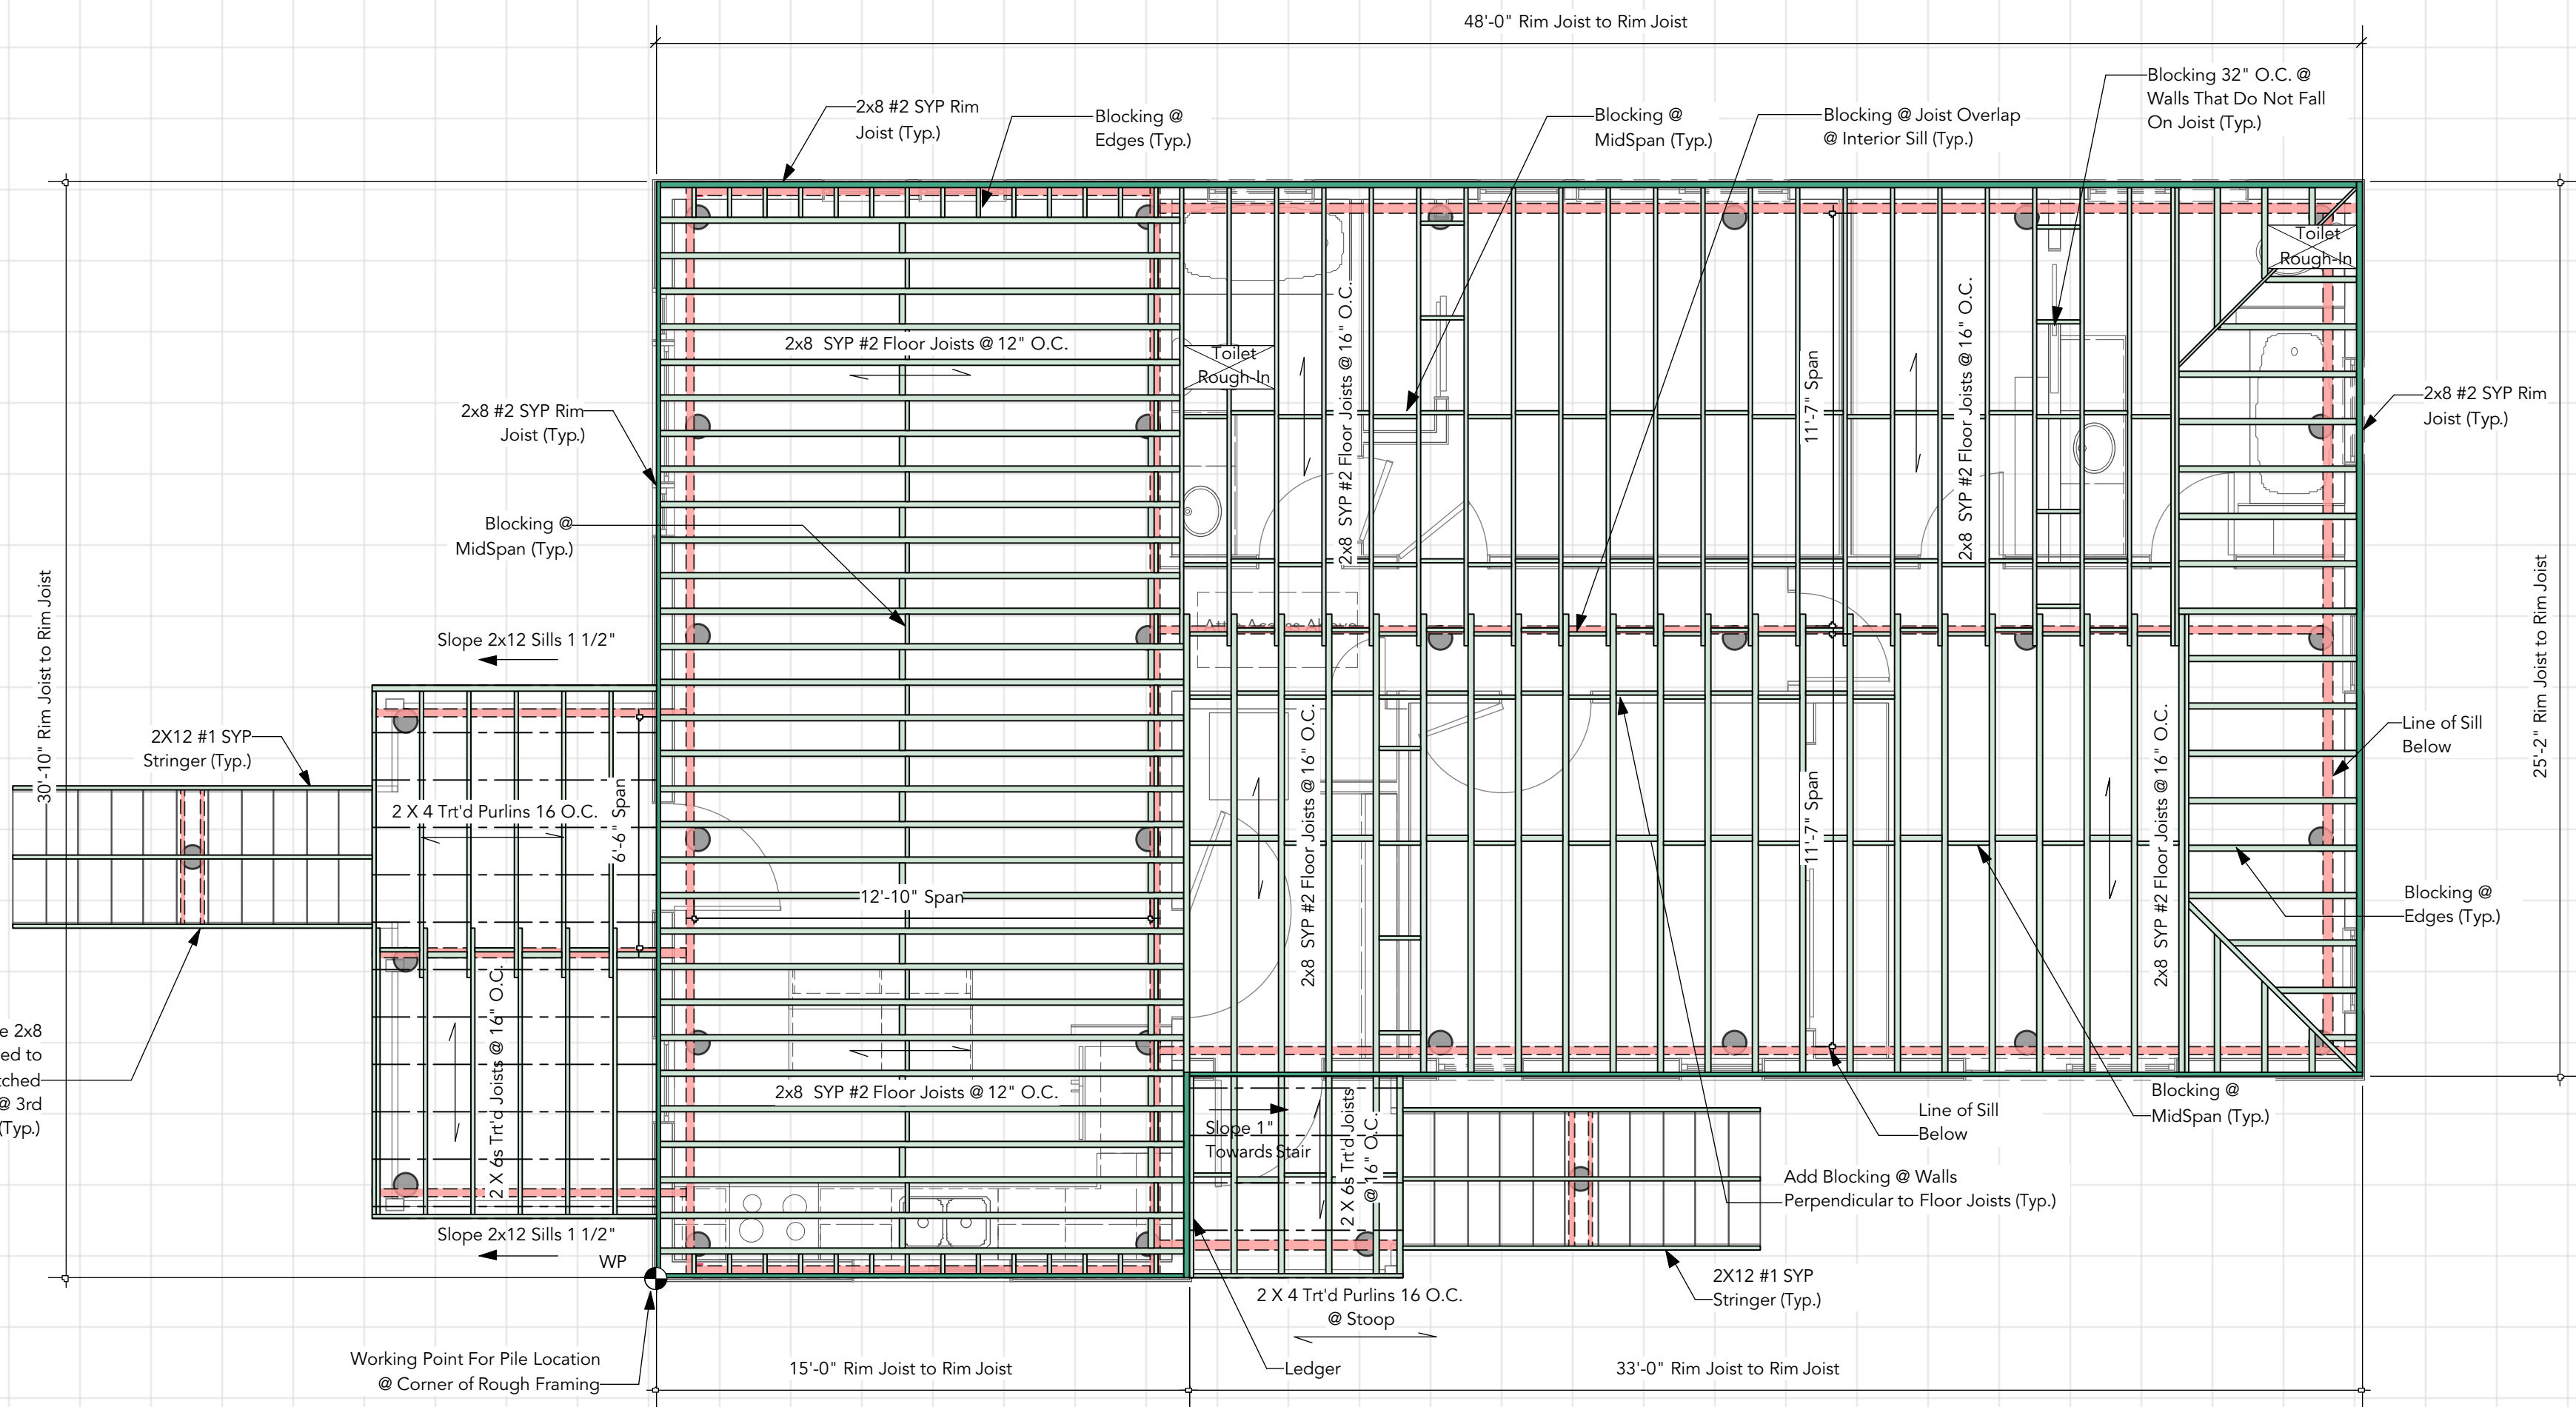 48'-0" Rim Joist to Rim Joist
Blocking 32" O.C. @
Walls That Do Not Fall
On Joist (Typ.)
2x8 #2 SYP Rim
Joist (Typ.)
Blocking @
Edges (Typ.)
Blocking @
MidSpan (Typ.)
Blocking @ Joist Overlap
@ Interior Sill (Typ.)
Toilet
Rough-In
2x8 SYP #2 Floor Joists @ 12" O.C.
Toilet
Rough-In
2x8 SYP #2 Floor Joists @ 16" O.C.
11'-7" Span
2x8 SYP #2 Floor Joists @ 16" O.C.
2x8 #2 SYP Rim
Joist (Typ.)
2x8 #2 SYP Rim
Joist (Typ.)
Blocking @
MidSpan (Typ.)
30'-10" Rim Joist to Rim Joist
25'-2" Rim Joist to Rim Joist
Slope 2x12 Sills 1 1/2"
Above
2X12 #1 SYP
Stringer (Typ.)
Line of Sill
Below
2 X 4 Trt'd Purlins 16 O.C.
6'-6" Span
2x8 SYP #2 Floor Joists @ 16" O.C.
11'-7" Span
2x8 SYP #2 Floor Joists @ 16" O.C.
12'-10" Span
Blocking @
Edges (Typ.)
2 X 6s Trt'd Joists @ 16" O.C.
e 2x8
ed to
tched
@ 3rd
(Typ.)
2x8 SYP #2 Floor Joists @ 12" O.C.
Slope 1"
Towards Stair
2 X 6s Trt'd Joists
@ 16" O.C.
Line of Sill
Below
Blocking @
MidSpan (Typ.)
Add Blocking @ Walls
Perpendicular to Floor Joists (Typ.)
Slope 2x12 Sills 1 1/2"
WP
2X12 #1 SYP
Stringer (Typ.)
2 X 4 Trt'd Purlins 16 O.C.
@ Stoop
Working Point For Pile Location
@ Corner of Rough Framing
15'-0" Rim Joist to Rim Joist
Ledger
33'-0" Rim Joist to Rim Joist